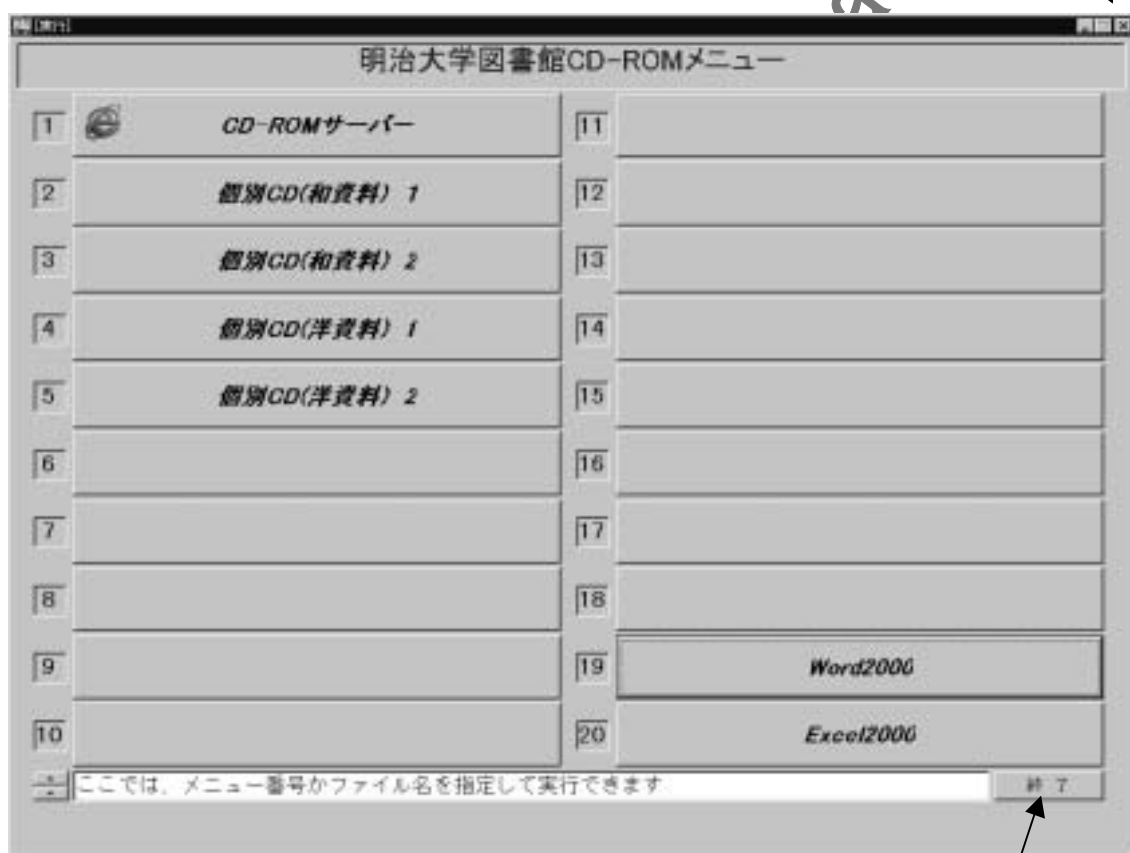 [実行]
明治大学図書館CD-ROMメニュー
1 CD-ROMサーバー
2 個別CD(和資料) 1
3 個別CD(和資料) 2
4 個別CD(洋資料) 1
5 個別CD(洋資料) 2
6
7
8
9
10
11
12
13
14
15
16
17
18
19 Word2000
20 Excel2000
ここでは、メニュー番号かファイル名を指定して実行できます
終 了